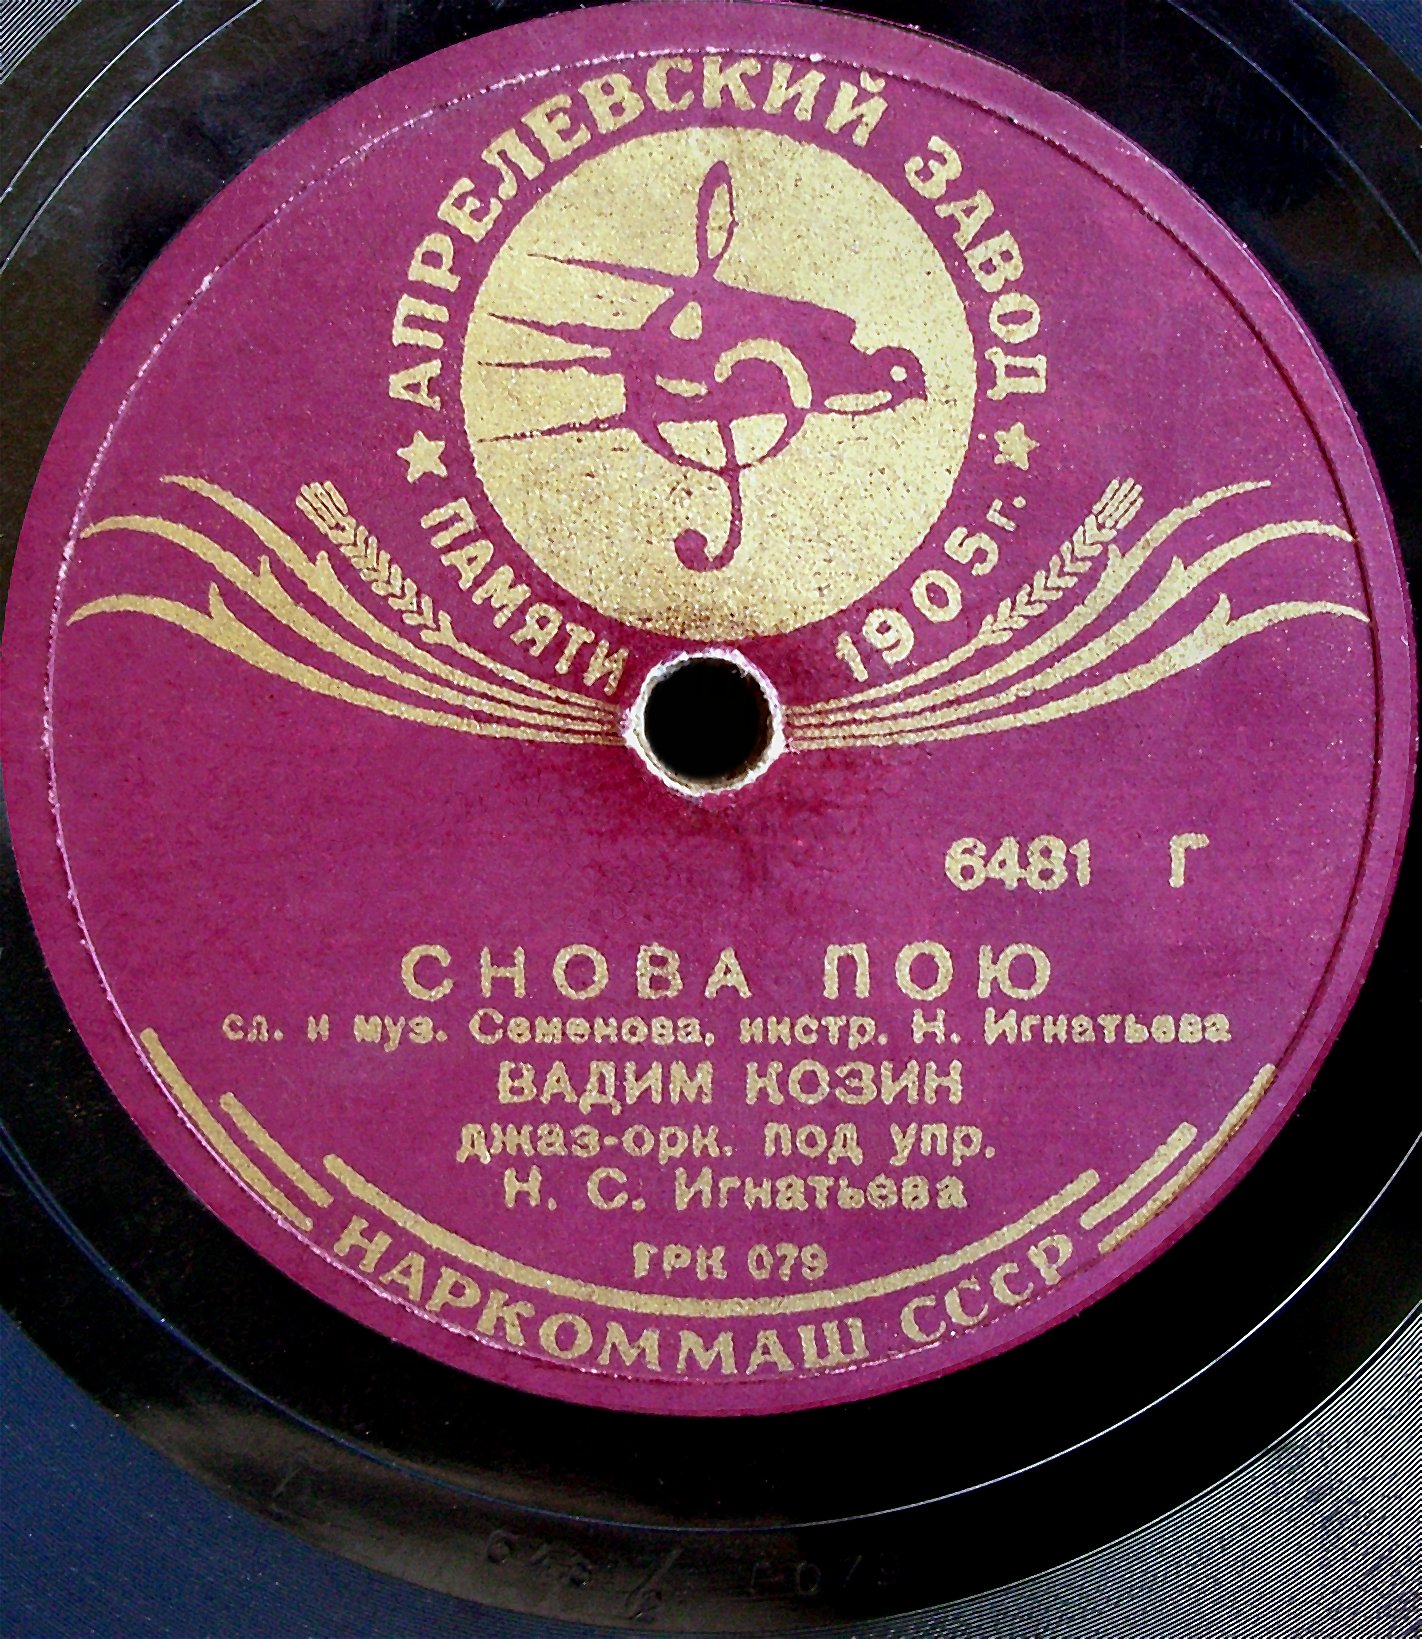 АПРЕЛЕВСКИЙ ЗАВОД
ПАМЯТИ 1905 г.
6481 Г
СНОВА ПОЮ
сл. и муз. Семенова, инстр. Н. Игнатьева
ВАДИМ КОЗИН
джаз-орк. под упр.
Н. С. Игнатьева
ГРК 079
НАРКОММАШ СССР